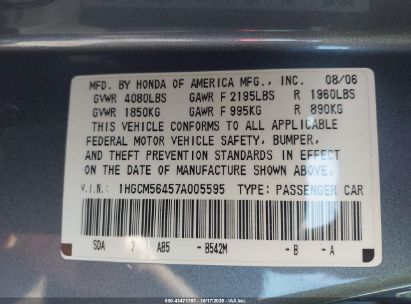 MFD. BY HONDA OF AMERICA MFG., INC. 08/06
GVWR 4080LBS GAWR F 2195LBS R 1960LBS
GVWR 1850KG GAWR F 995KG R 890KG
THIS VEHICLE CONFORMS TO ALL APPLICABLE
FEDERAL MOTOR VEHICLE SAFETY, BUMPER,
AND THEFT PREVENTION STANDARDS IN EFFECT
ON THE DATE OF MANUFACTURE SHOWN ABOVE
V.I.N.: 1HGCM56457A005595 TYPE: PASSENGER CAR
SDA 7 AB5 - B542M - B - A